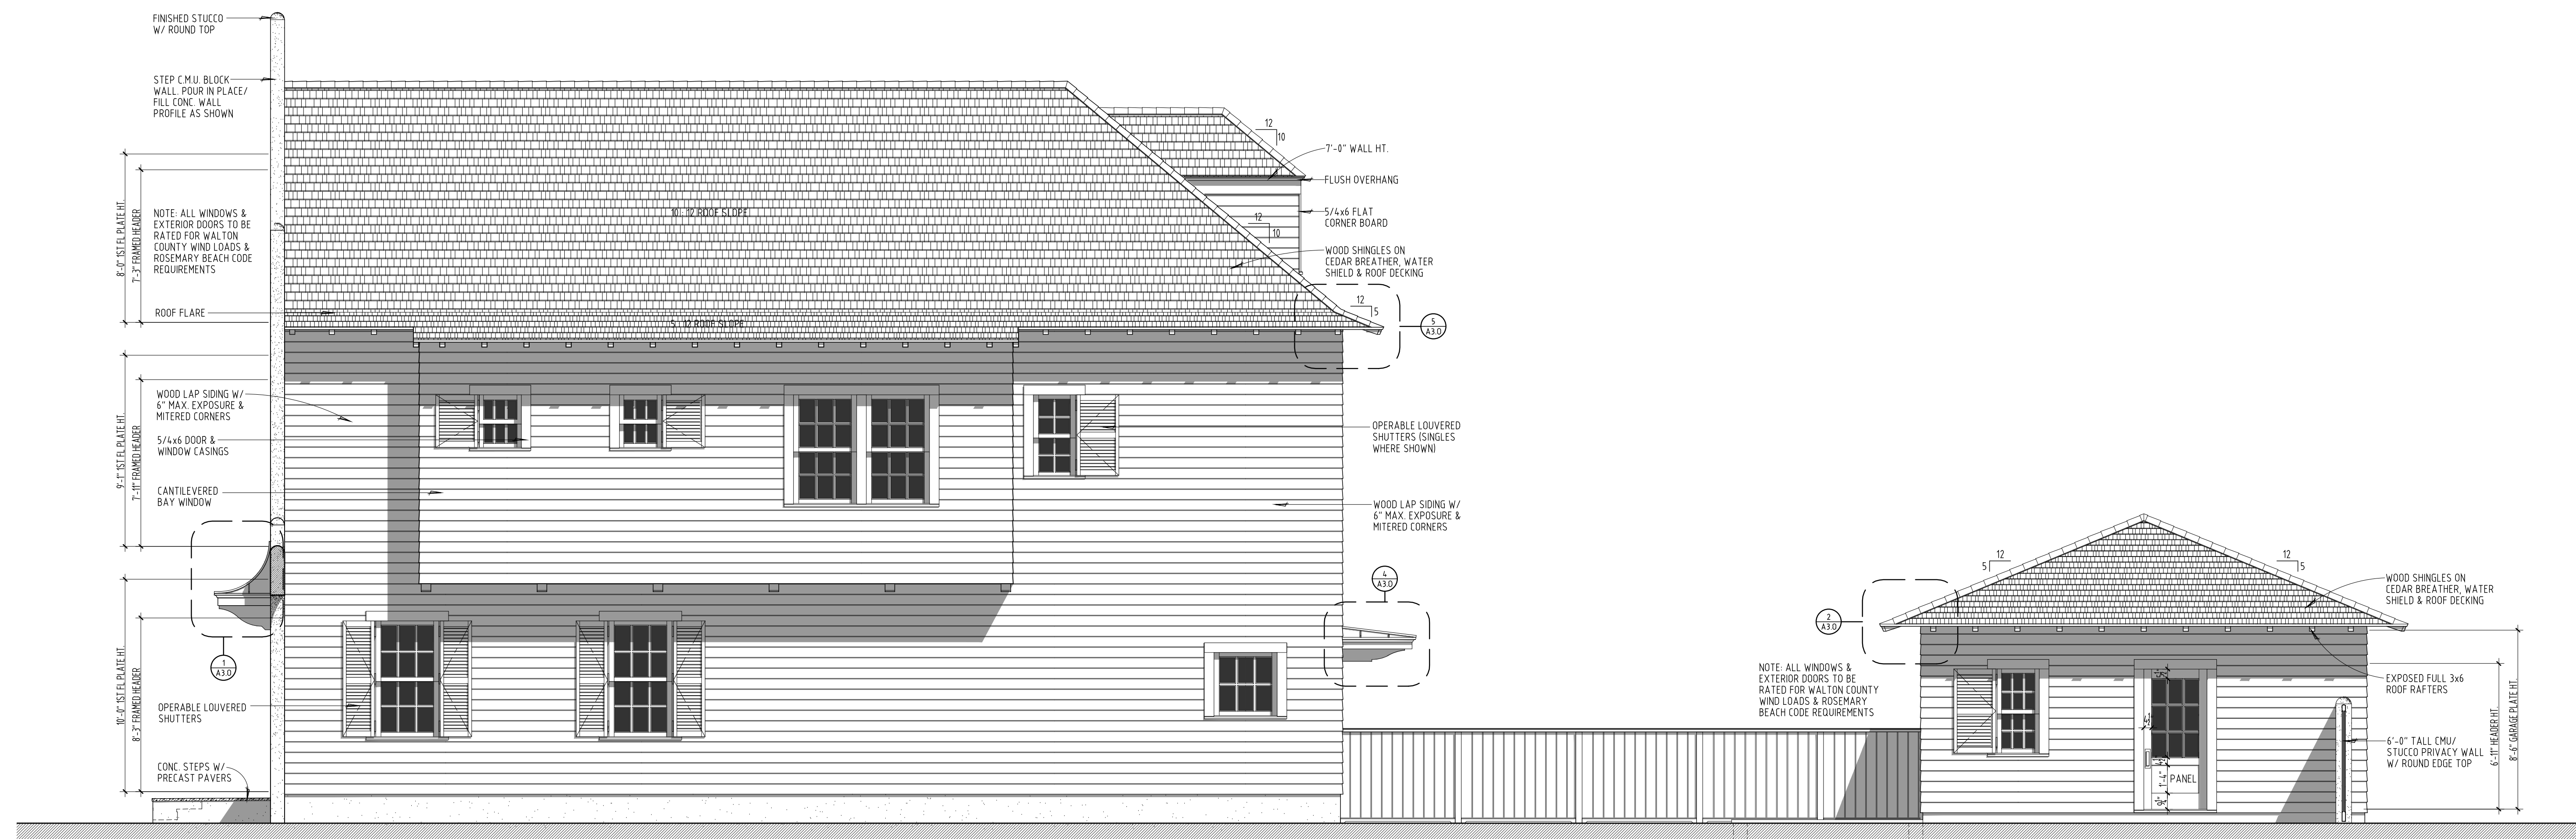 FINISHED STUCCO
W/ ROUND TOP
STEP C.M.U. BLOCK
WALL. POUR IN PLACE/
FILL CONC. WALL
PROFILE AS SHOWN
8'-0" 1ST FL PLATE HT.
7'-3" FRAMED HEADER
NOTE: ALL WINDOWS &
EXTERIOR DOORS TO BE
RATED FOR WALTON
COUNTY WIND LOADS &
ROSEMARY BEACH CODE
REQUIREMENTS
ROOF FLARE
9'-1" 1ST FL PLATE HT.
7'-11" FRAMED HEADER
WOOD LAP SIDING W/
6" MAX. EXPOSURE &
MITERED CORNERS
5/4x6 DOOR &
WINDOW CASINGS
CANTILEVERED
BAY WINDOW
1
A3.0
10'-0" 1ST FL PLATE HT.
8'-3" FRAMED HEADER
OPERABLE LOUVERED
SHUTTERS
CONC. STEPS W/
PRECAST PAVERS
10 : 12 ROOF SLOPE
5 : 12 ROOF SLOPE
12
10
7'-0" WALL HT.
FLUSH OVERHANG
5/4x6 FLAT
CORNER BOARD
12
10
WOOD SHINGLES ON
CEDAR BREATHER, WATER
SHIELD & ROOF DECKING
12
5
5
A3.0
OPERABLE LOUVERED
SHUTTERS (SINGLES
WHERE SHOWN)
WOOD LAP SIDING W/
6" MAX. EXPOSURE &
MITERED CORNERS
4
A3.0
2
A3.0
NOTE: ALL WINDOWS &
EXTERIOR DOORS TO BE
RATED FOR WALTON COUNTY
WIND LOADS & ROSEMARY
BEACH CODE REQUIREMENTS
12
5
12
5
WOOD SHINGLES ON
CEDAR BREATHER, WATER
SHIELD & ROOF DECKING
EXPOSED FULL 3x6
ROOF RAFTERS
6'-0" TALL CMU/
STUCCO PRIVACY WALL
W/ ROUND EDGE TOP
1'-4"
PANEL
6'-11" HEADER HT.
8'-6" GARAGE PLATE HT.